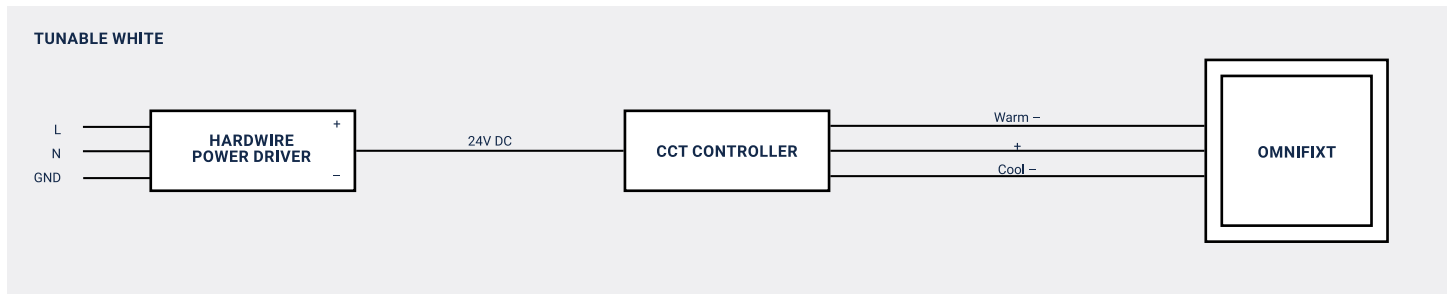 TUNABLE WHITE
L
N
GND
+
HARDWIRE
POWER DRIVER
–
24V DC
CCT CONTROLLER
Warm –
+
Cool –
OMNIFIXT